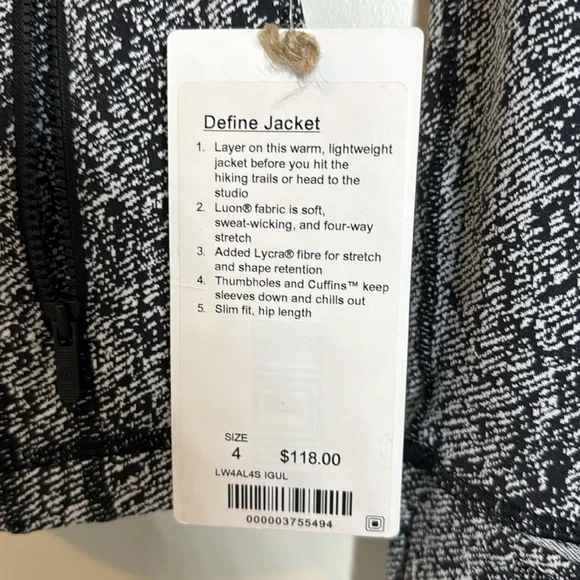 Define Jacket
1. Layer on this warm, lightweight
jacket before you hit the
hiking trails or head to the
studio
2. Luon® fabric is soft,
sweat-wicking, and four-way
stretch
3. Added Lycra® fibre for stretch
and shape retention
4. Thumbholes and Cuffins™ keep
sleeves down and chills out
5. Slim fit, hip length
SIZE
4 $118.00
LW4AL4S IGUL
000003755494